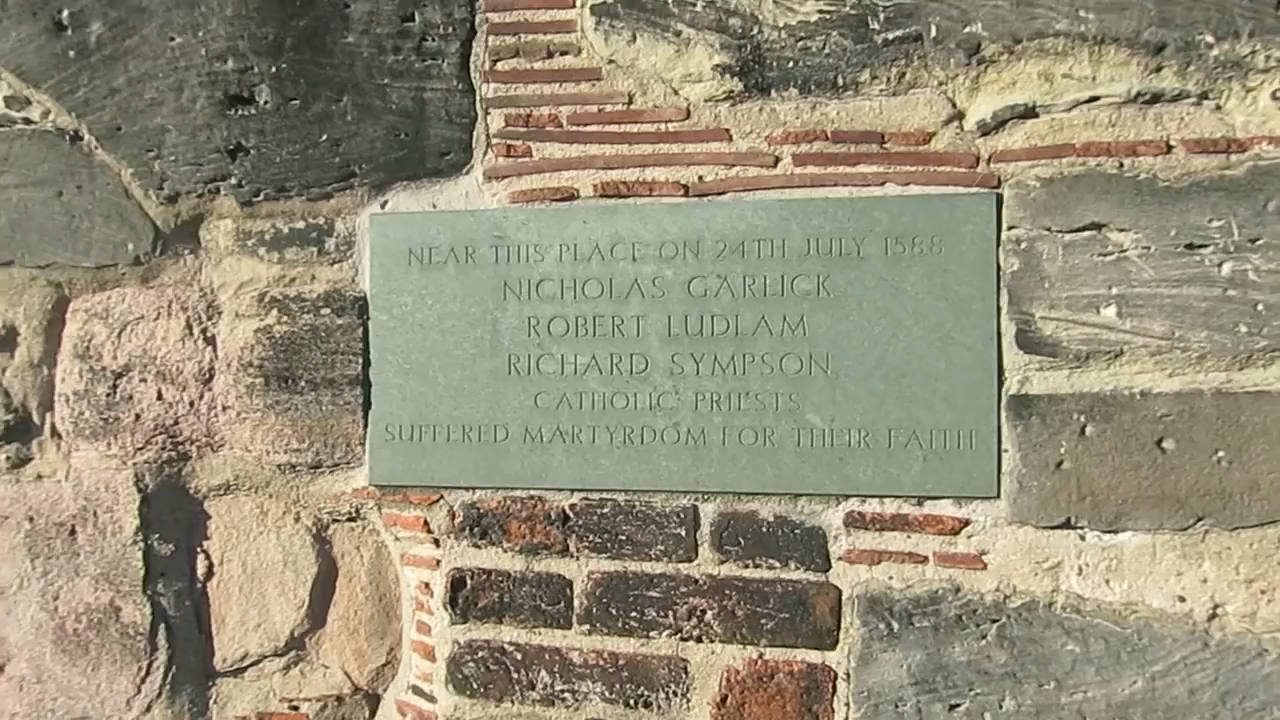 NEAR THIS PLACE ON 24TH JULY 1588
NICHOLAS GARLICK
ROBERT LUDLAM
RICHARD SYMPSON
CATHOLIC PRIESTS
SUFFERED MARTYRDOM FOR THEIR FAITH